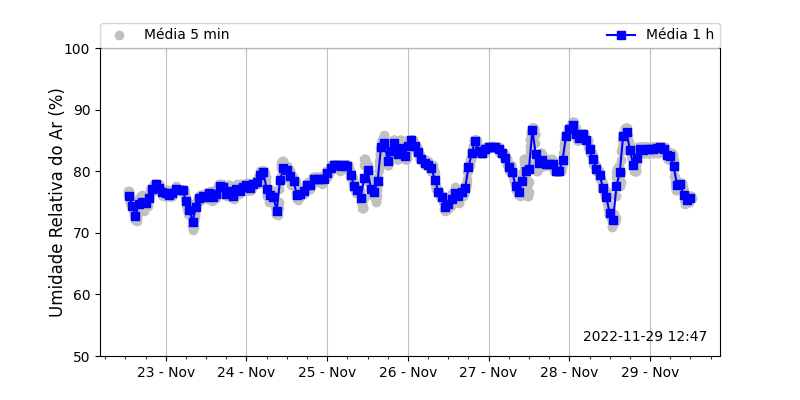 Média 5 min
Média 1 h
Umidade Relativa do Ar (%)
100
90
80
70
60
50
2022-11-29 12:47
23 - Nov
24 - Nov
25 - Nov
26 - Nov
27 - Nov
28 - Nov
29 - Nov